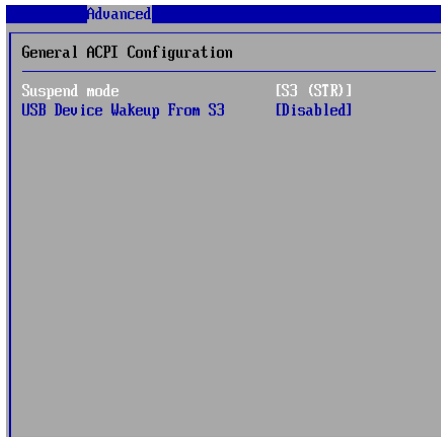 Advanced
General ACPI Configuration
Suspend mode [S3 (STR)]
USB Device Wakeup From S3 [Disabled]